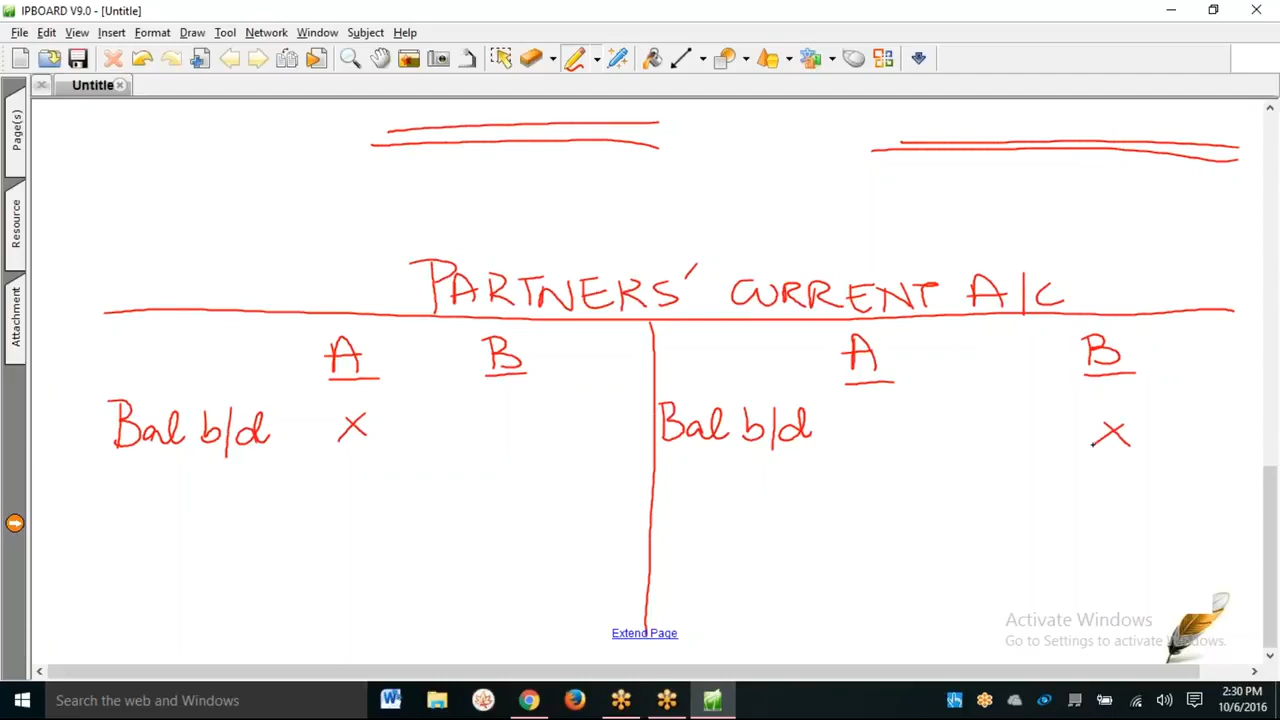 IPBOARD V9.0 - [Untitle]
File Edit View Insert Format Draw Tool Network Window Subject Help
Untitle
Page(s)
Resource
Attachment
PARTNERS' CURRENT A/C
A B A B
Bal b/d X Bal b/d X
Extend Page
Activate Windows
Go to Settings to activate Windows.
Search the web and Windows
2:30 PM
10/6/2016